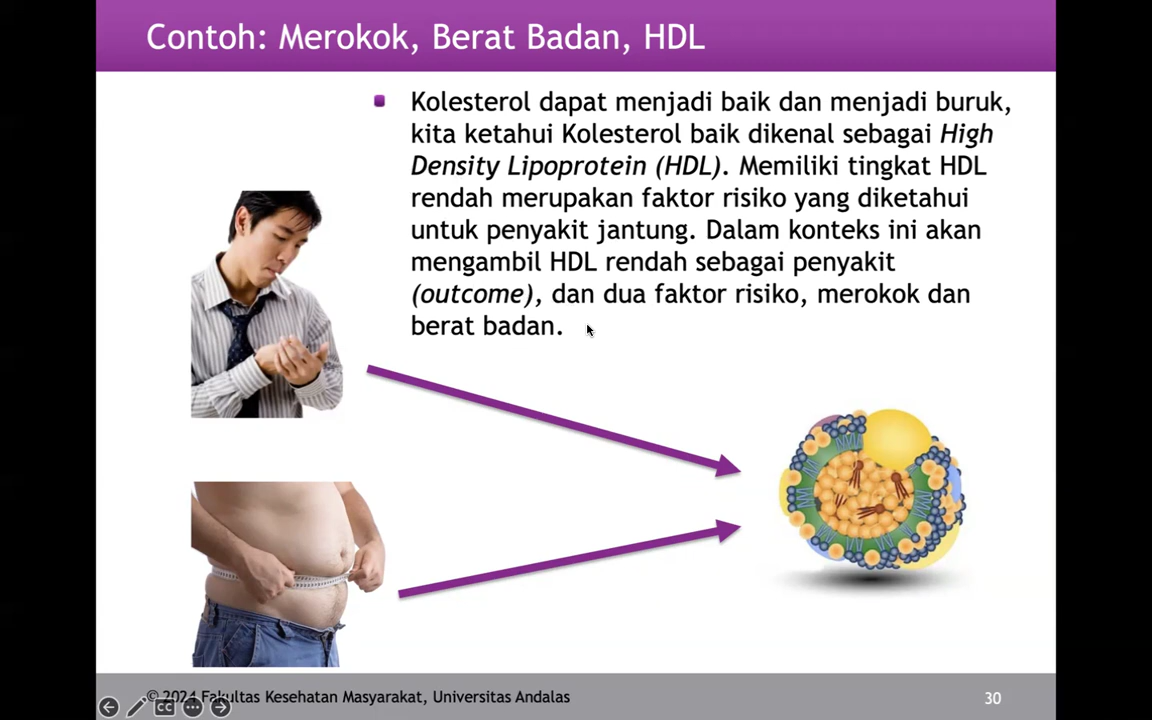 Contoh: Merokok, Berat Badan, HDL
Kolesterol dapat menjadi baik dan menjadi buruk,
kita ketahui Kolesterol baik dikenal sebagai High
Density Lipoprotein (HDL). Memiliki tingkat HDL
rendah merupakan faktor risiko yang diketahui
untuk penyakit jantung. Dalam konteks ini akan
mengambil HDL rendah sebagai penyakit
(outcome), dan dua faktor risiko, merokok dan
berat badan.
© 2024 Fakultas Kesehatan Masyarakat, Universitas Andalas
CC
30